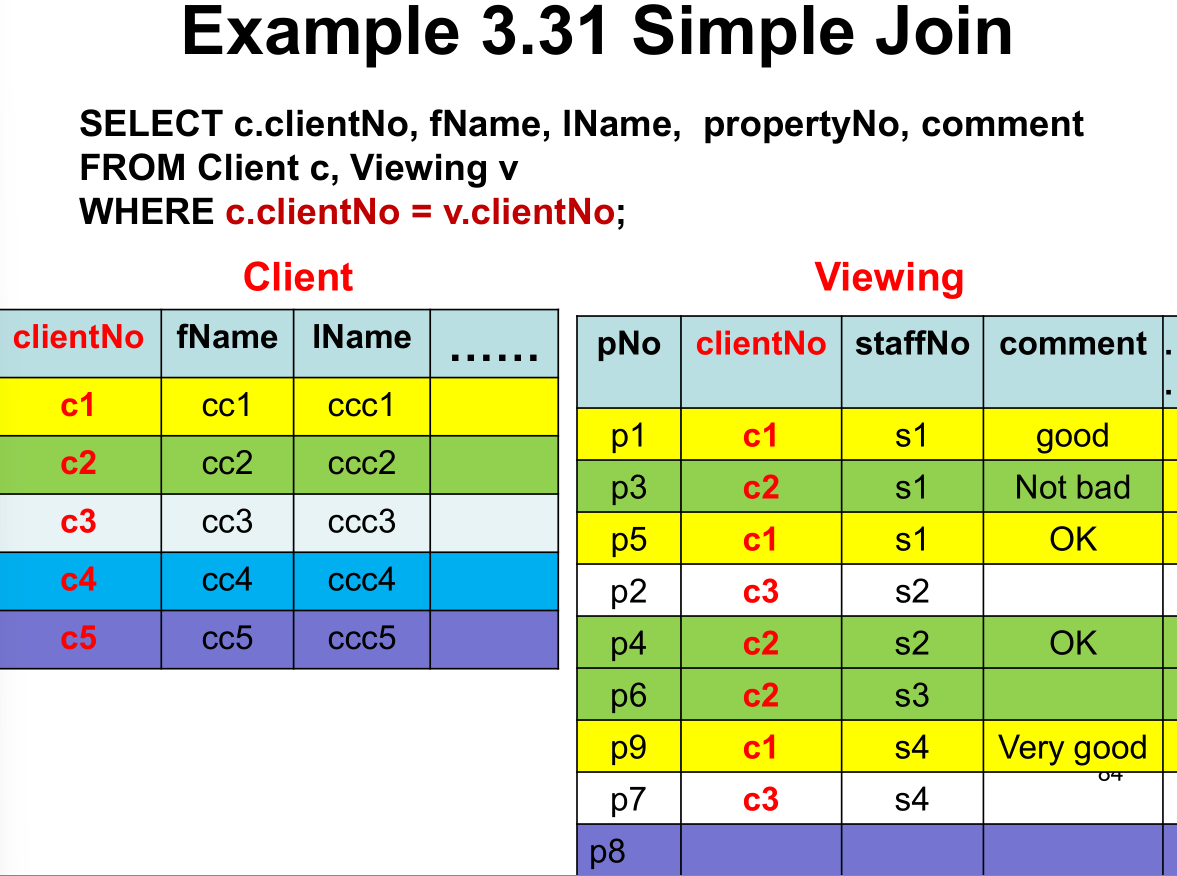 Example 3.31 Simple Join
SELECT c.clientNo, fName, lName, propertyNo, comment
FROM Client c, Viewing v
WHERE c.clientNo = v.clientNo;
Client
clientNo fName lName ......
c1 cc1 ccc1
c2 cc2 ccc2
c3 cc3 ccc3
c4 cc4 ccc4
c5 cc5 ccc5
Viewing
pNo clientNo staffNo comment .
.
p1 c1 s1 good
p3 c2 s1 Not bad
p5 c1 s1 OK
p2 c3 s2
p4 c2 s2 OK
p6 c2 s3
p9 c1 s4 Very good
p7 c3 s4
p8